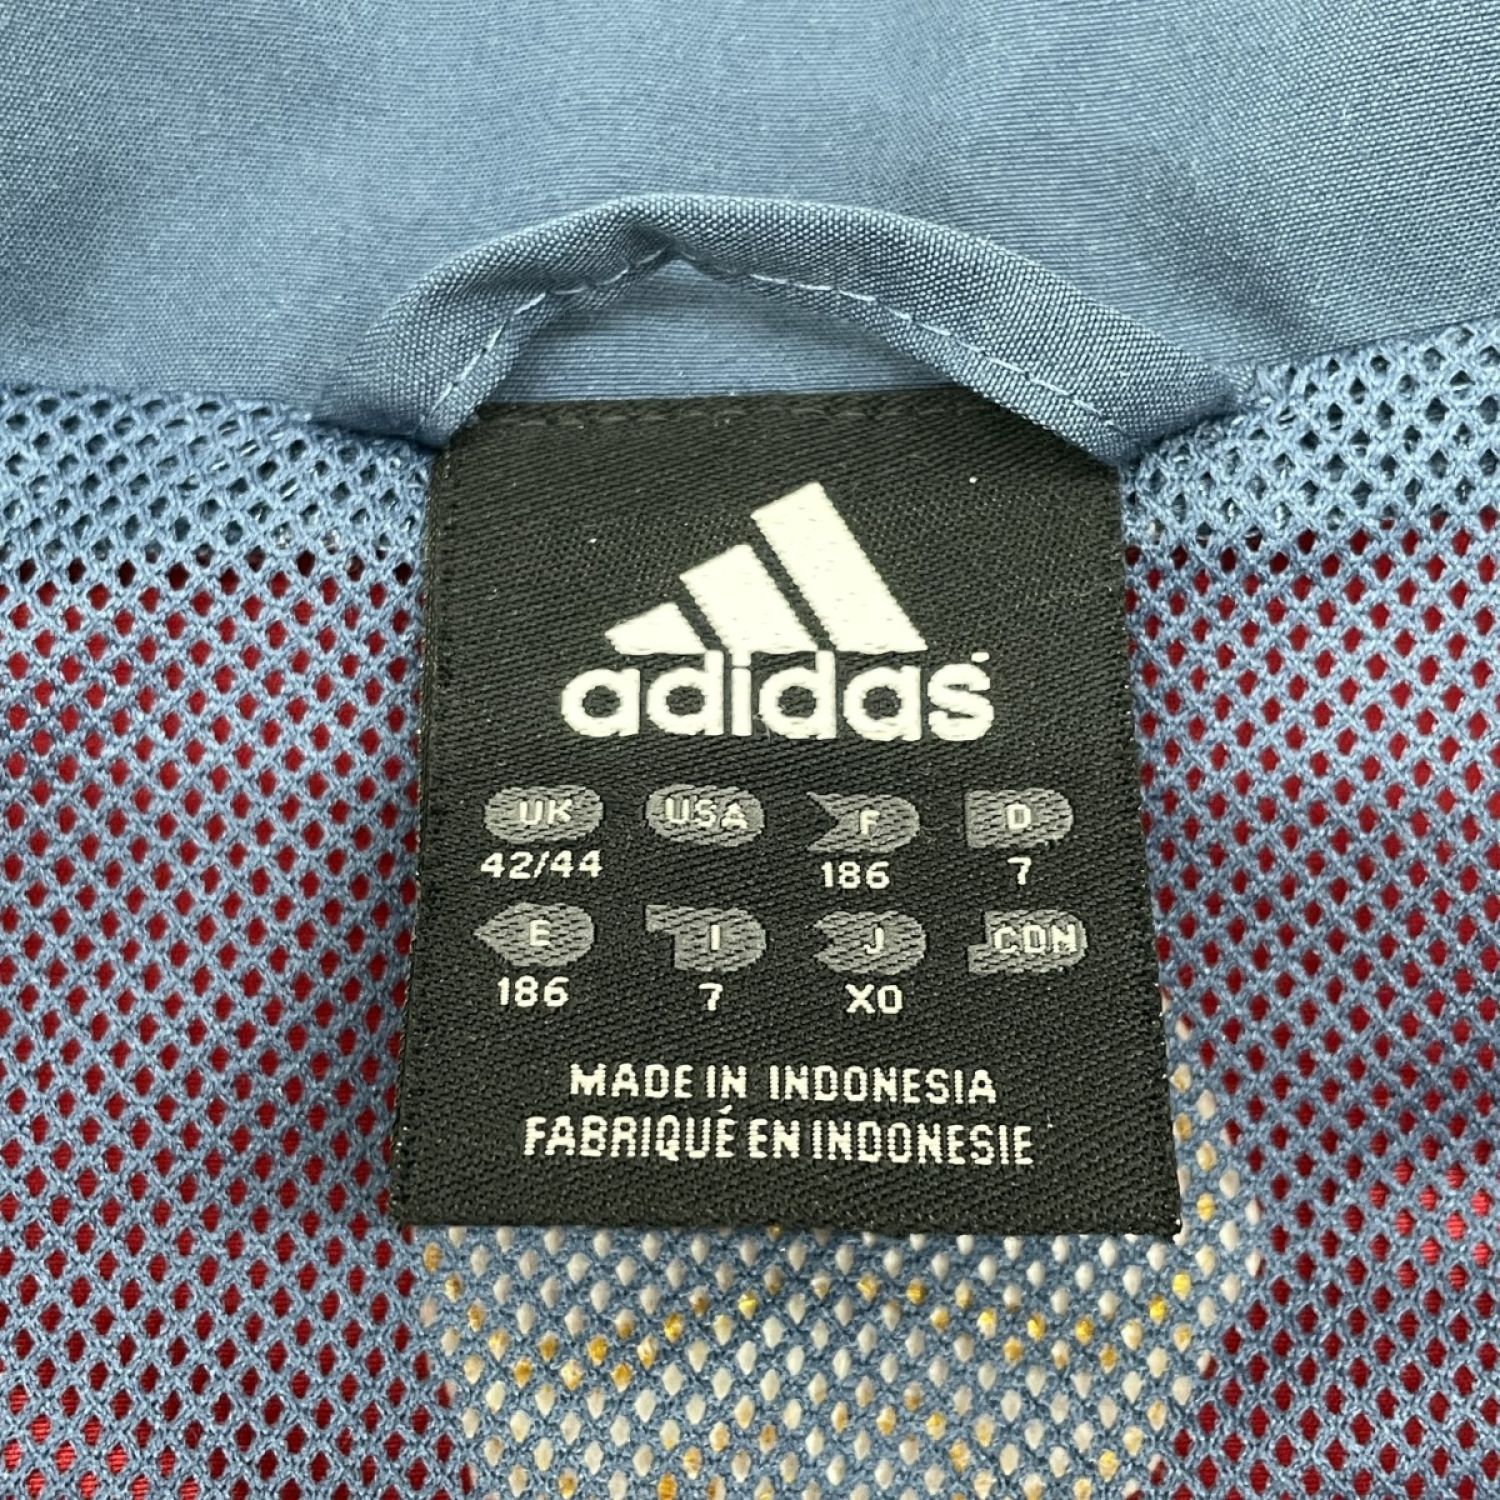 adidas
UK USA F D
42/44 186 7
E I J CDN
186 7 XO
MADE IN INDONESIA
FABRIQUÉ EN INDONESIE